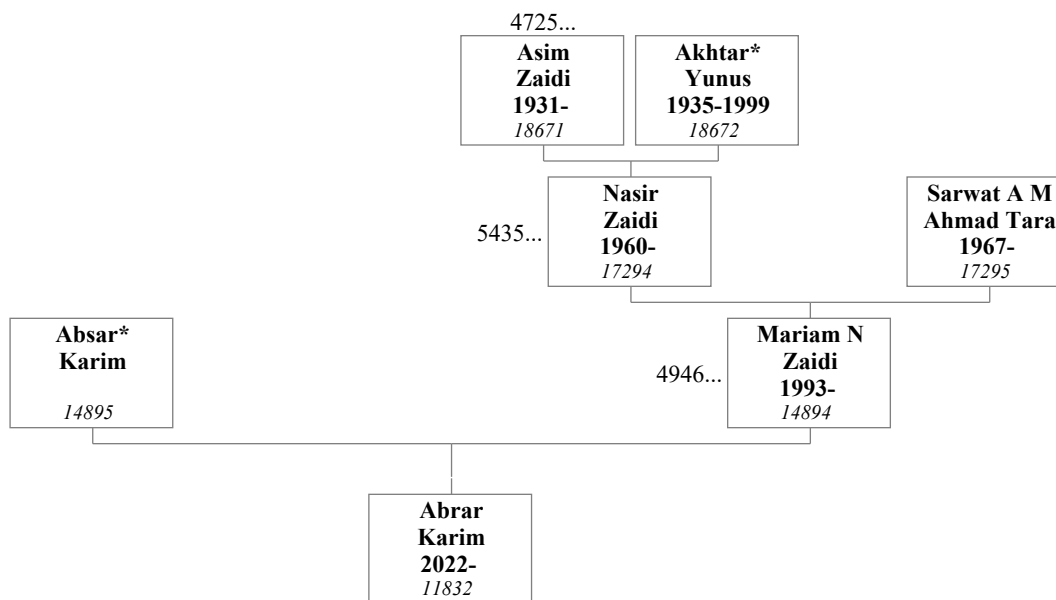 4725...
Asim
Zaidi
1931-
18671
Akhtar*
Yunus
1935-1999
18672
5435...
Nasir
Zaidi
1960-
17294
Sarwat A M
Ahmad Tara
1967-
17295
Absar*
Karim
14895
4946...
Mariam N
Zaidi
1993-
14894
Abrar
Karim
2022-
11832